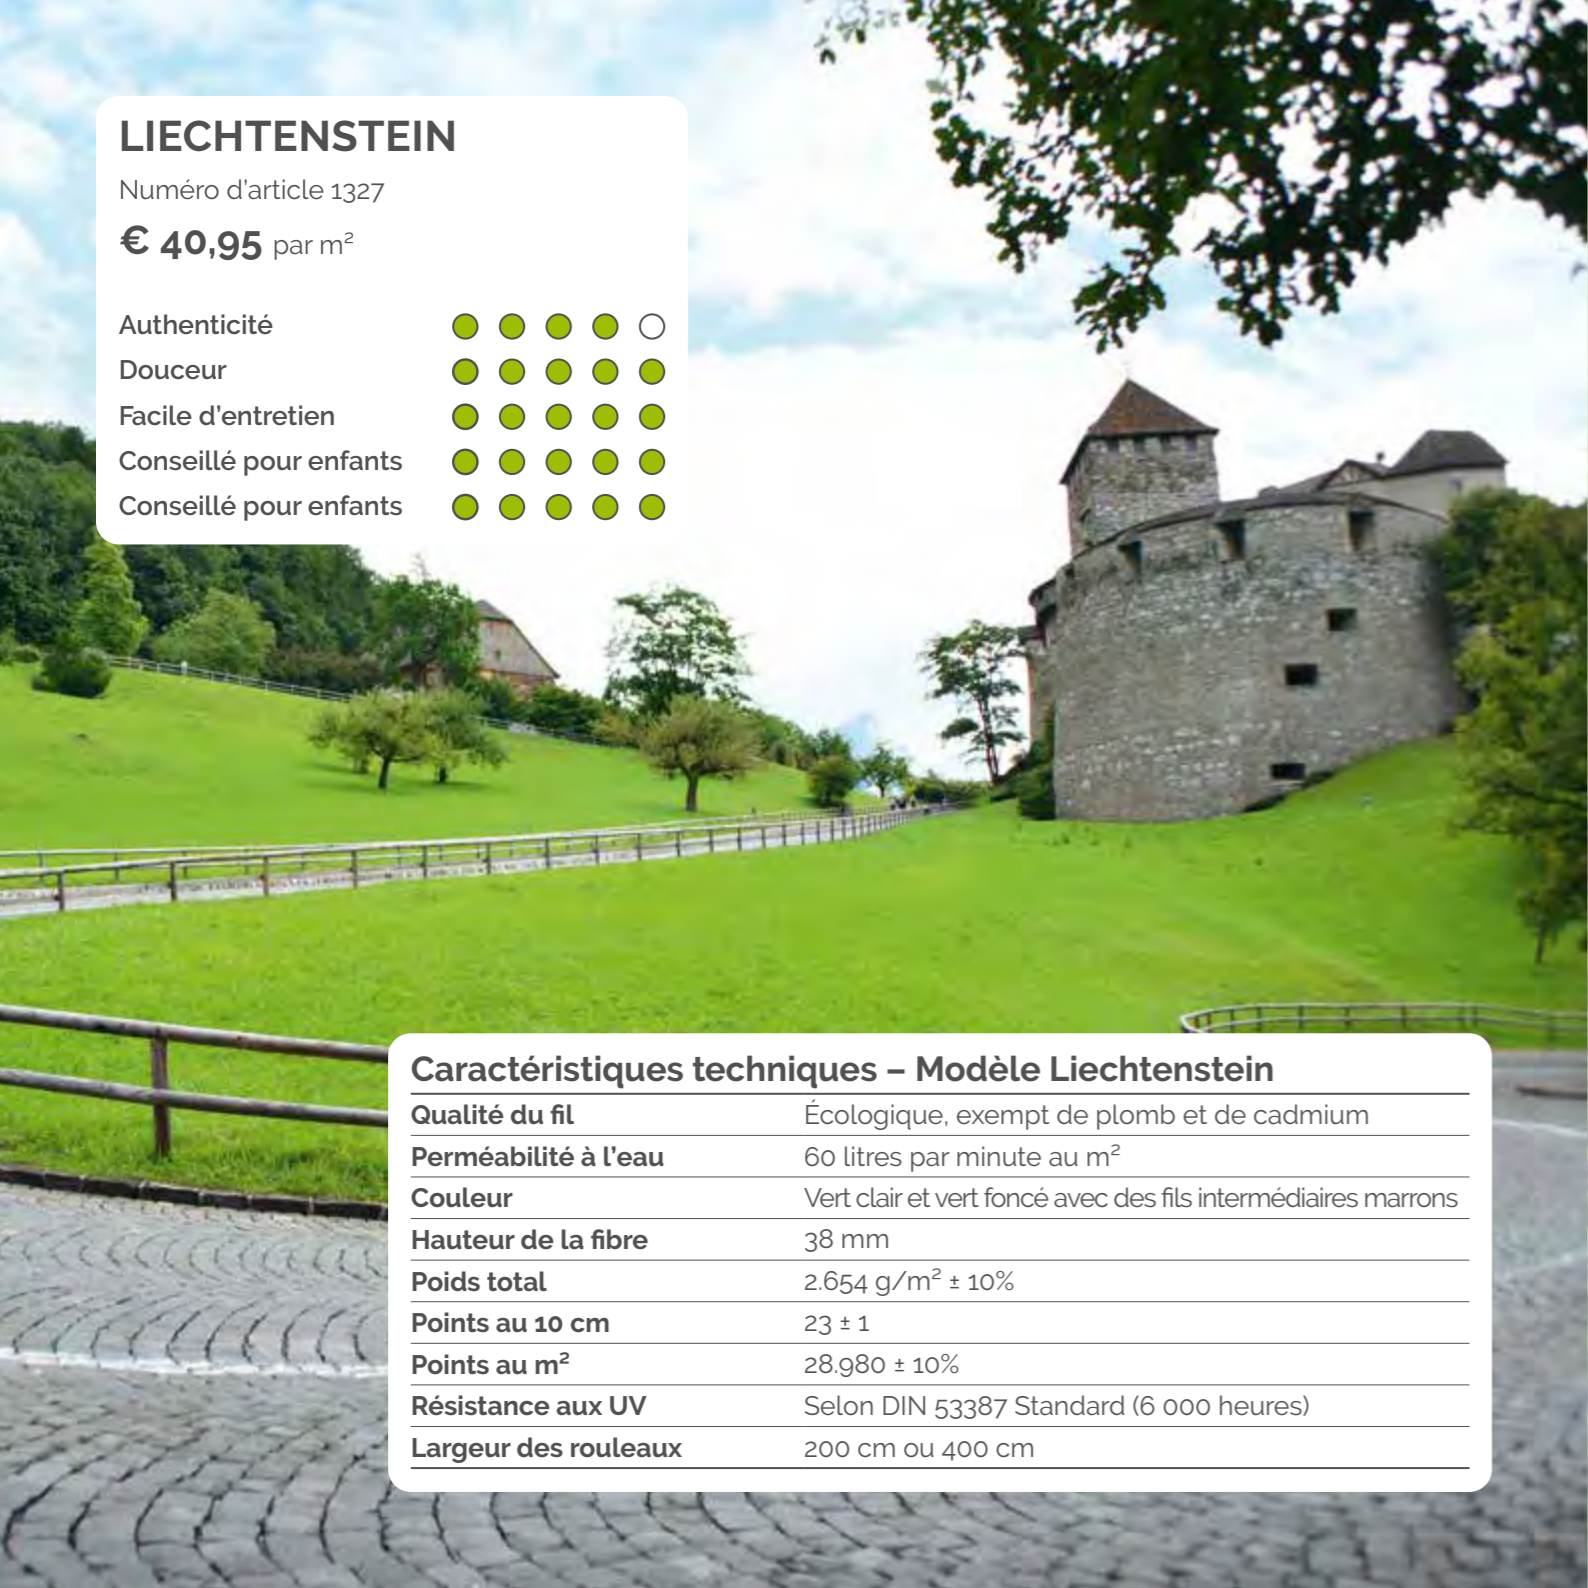 LIECHTENSTEIN
Numéro d'article 1327
€ 40,95 par m²
Authenticité
Douceur
Facile d'entretien
Conseillé pour enfants
Conseillé pour enfants
Caractéristiques techniques – Modèle Liechtenstein
Qualité du fil Écologique, exempt de plomb et de cadmium
Perméabilité à l'eau 60 litres par minute au m²
Couleur Vert clair et vert foncé avec des fils intermédiaires marrons
Hauteur de la fibre 38 mm
Poids total 2.654 g/m² ± 10%
Points au 10 cm 23 ± 1
Points au m² 28.980 ± 10%
Résistance aux UV Selon DIN 53387 Standard (6 000 heures)
Largeur des rouleaux 200 cm ou 400 cm